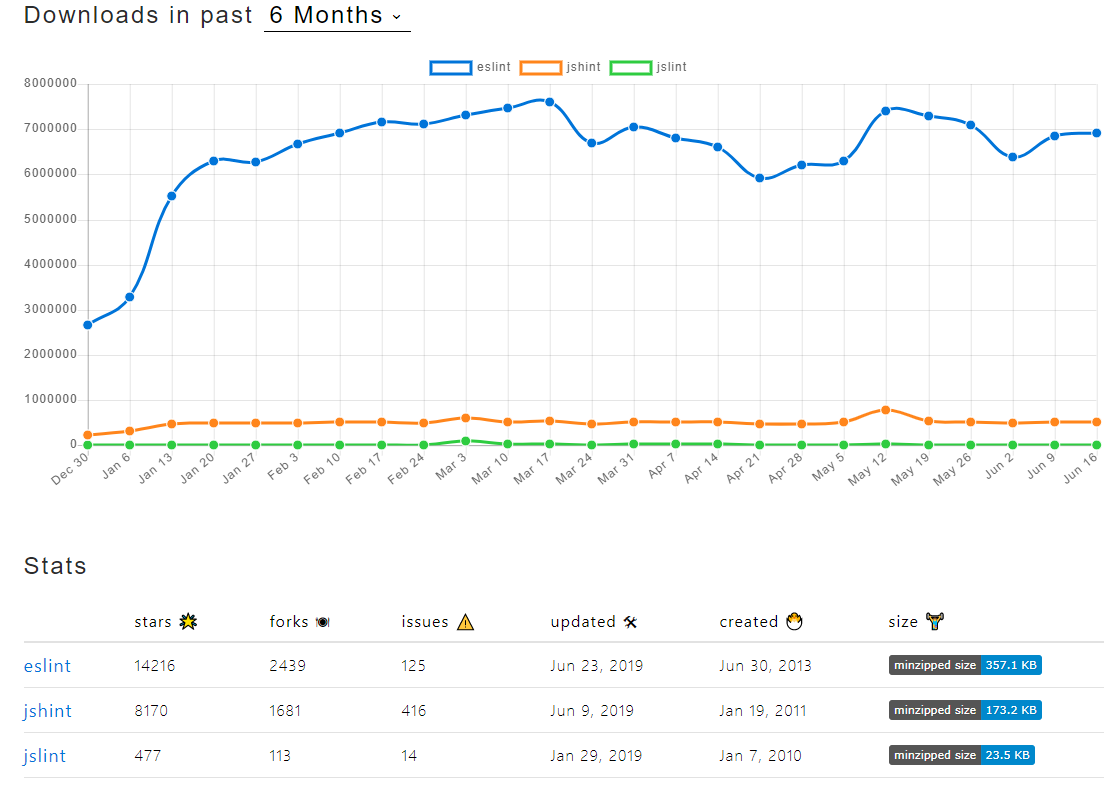 Downloads in past 6 Months
eslint jshint jslint
8000000
7000000
6000000
5000000
4000000
3000000
2000000
1000000
0
Dec 30 Jan 6 Jan 13 Jan 20 Jan 27 Feb 3 Feb 10 Feb 17 Feb 24 Mar 3 Mar 10 Mar 17 Mar 24 Mar 31 Apr 7 Apr 14 Apr 21 Apr 28 May 5 May 12 May 19 May 26 Jun 2 Jun 9 Jun 16
Stats
stars forks issues updated created size
eslint 14216 2439 125 Jun 23, 2019 Jun 30, 2013 minzipped size 357.1 KB
jshint 8170 1681 416 Jun 9, 2019 Jan 19, 2011 minzipped size 173.2 KB
jslint 477 113 14 Jan 29, 2019 Jan 7, 2010 minzipped size 23.5 KB